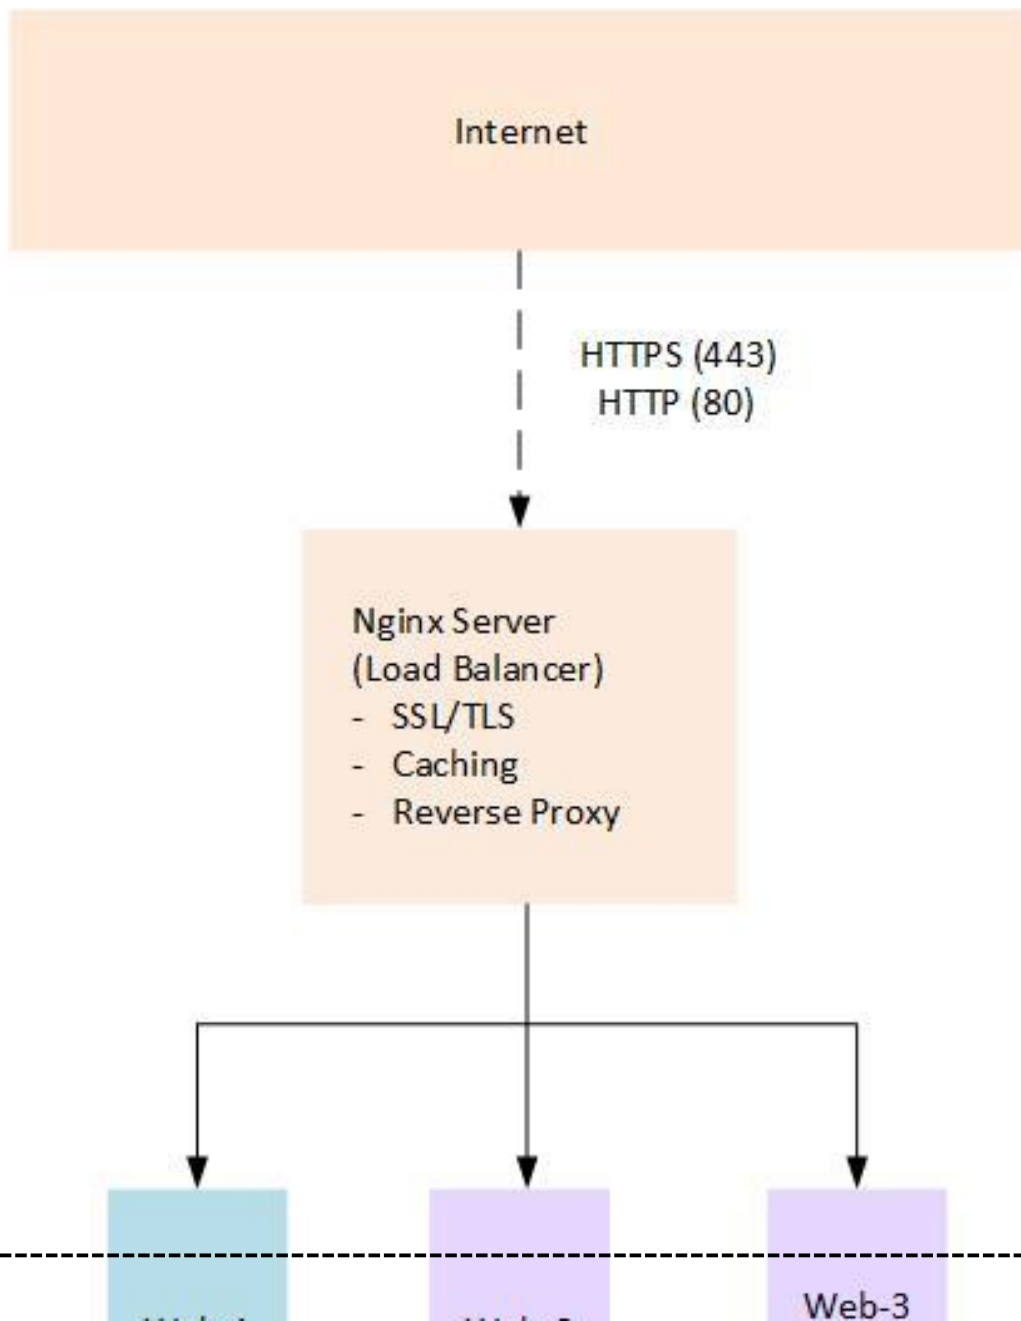 Internet
HTTPS (443)
HTTP (80)
Nginx Server
(Load Balancer)
- SSL/TLS
- Caching
- Reverse Proxy
Web-3